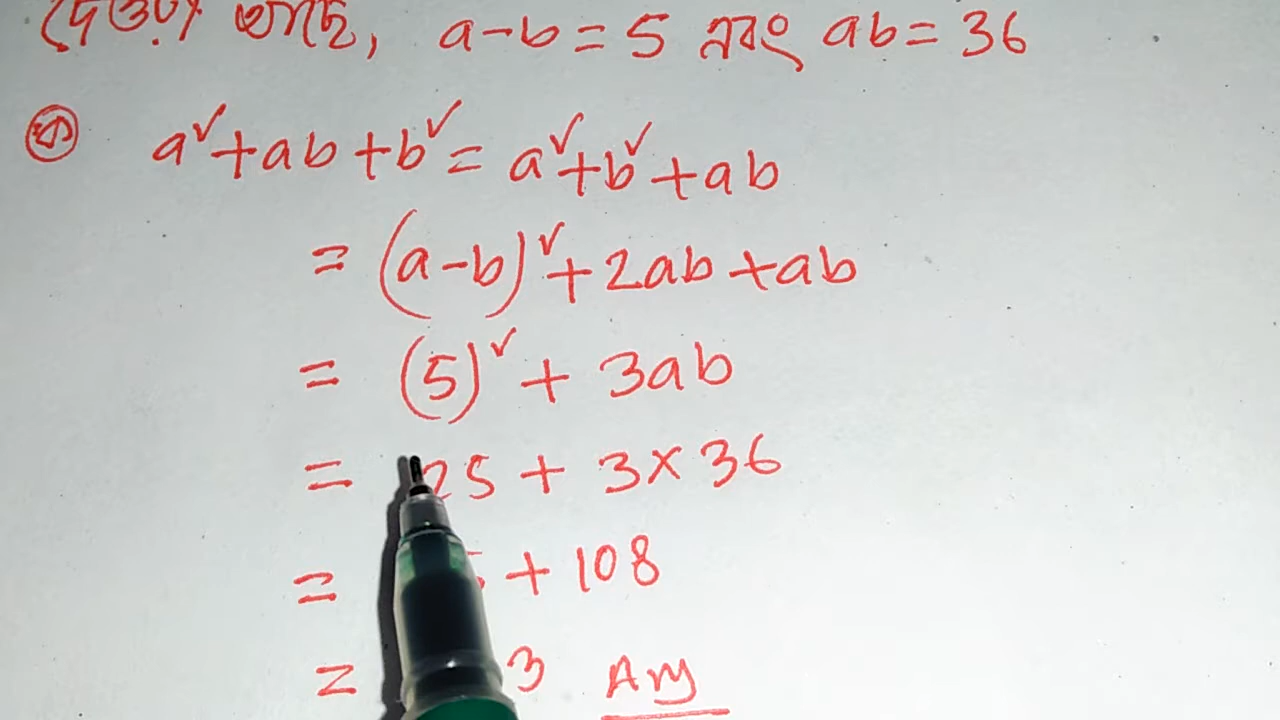 দেওয়া আছে, a-b = 5 এবং ab = 36
ক a² + ab + b² = a² + b² + ab
= (a-b)² + 2ab + ab
= (5)² + 3ab
= 25 + 3×36
= + 108
= 3 Ans